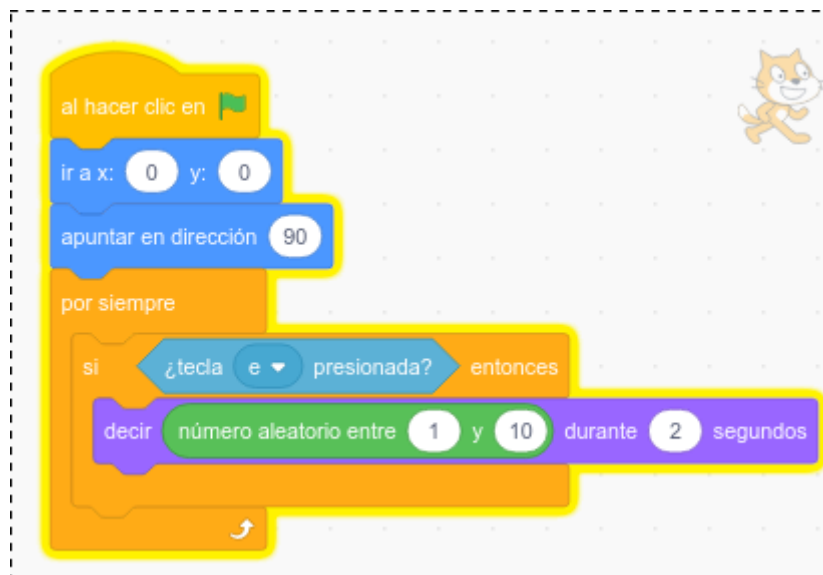 al hacer clic en
ir a x: 0 y: 0
apuntar en dirección 90
por siempre
si ¿tecla e presionada? entonces
decir número aleatorio entre 1 y 10 durante 2 segundos